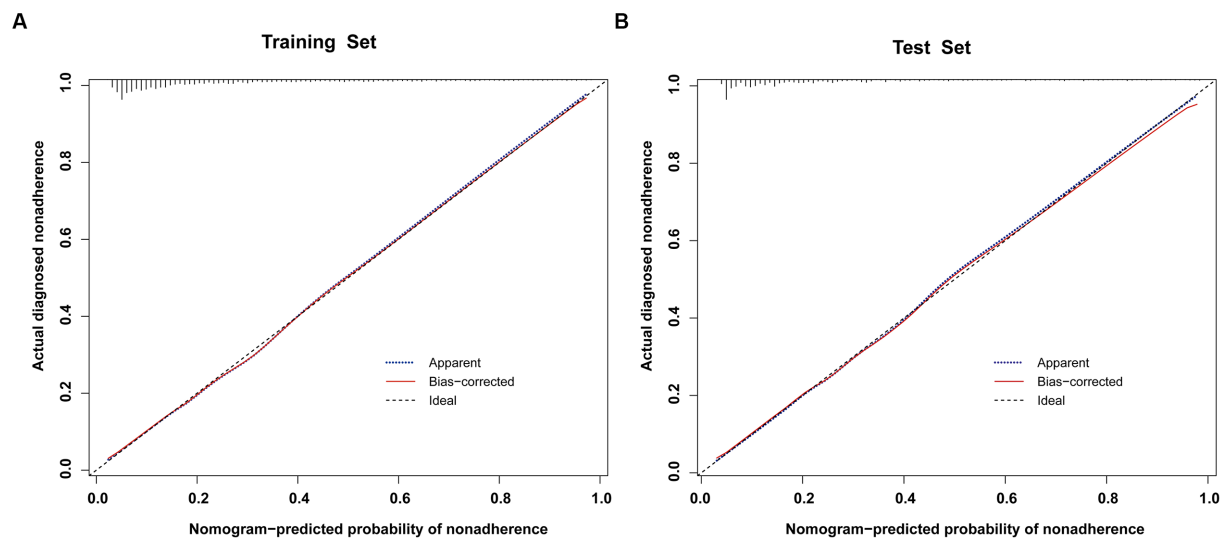 A
Training Set
1.0
0.8
0.6
0.4
0.2
0.0
Actual diagnosed nonadherence
Apparent
Bias−corrected
Ideal
0.0 0.2 0.4 0.6 0.8 1.0
Nomogram−predicted probability of nonadherence
B
Test Set
1.0
0.8
0.6
0.4
0.2
0.0
Actual diagnosed nonadherence
Apparent
Bias−corrected
Ideal
0.0 0.2 0.4 0.6 0.8 1.0
Nomogram−predicted probability of nonadherence